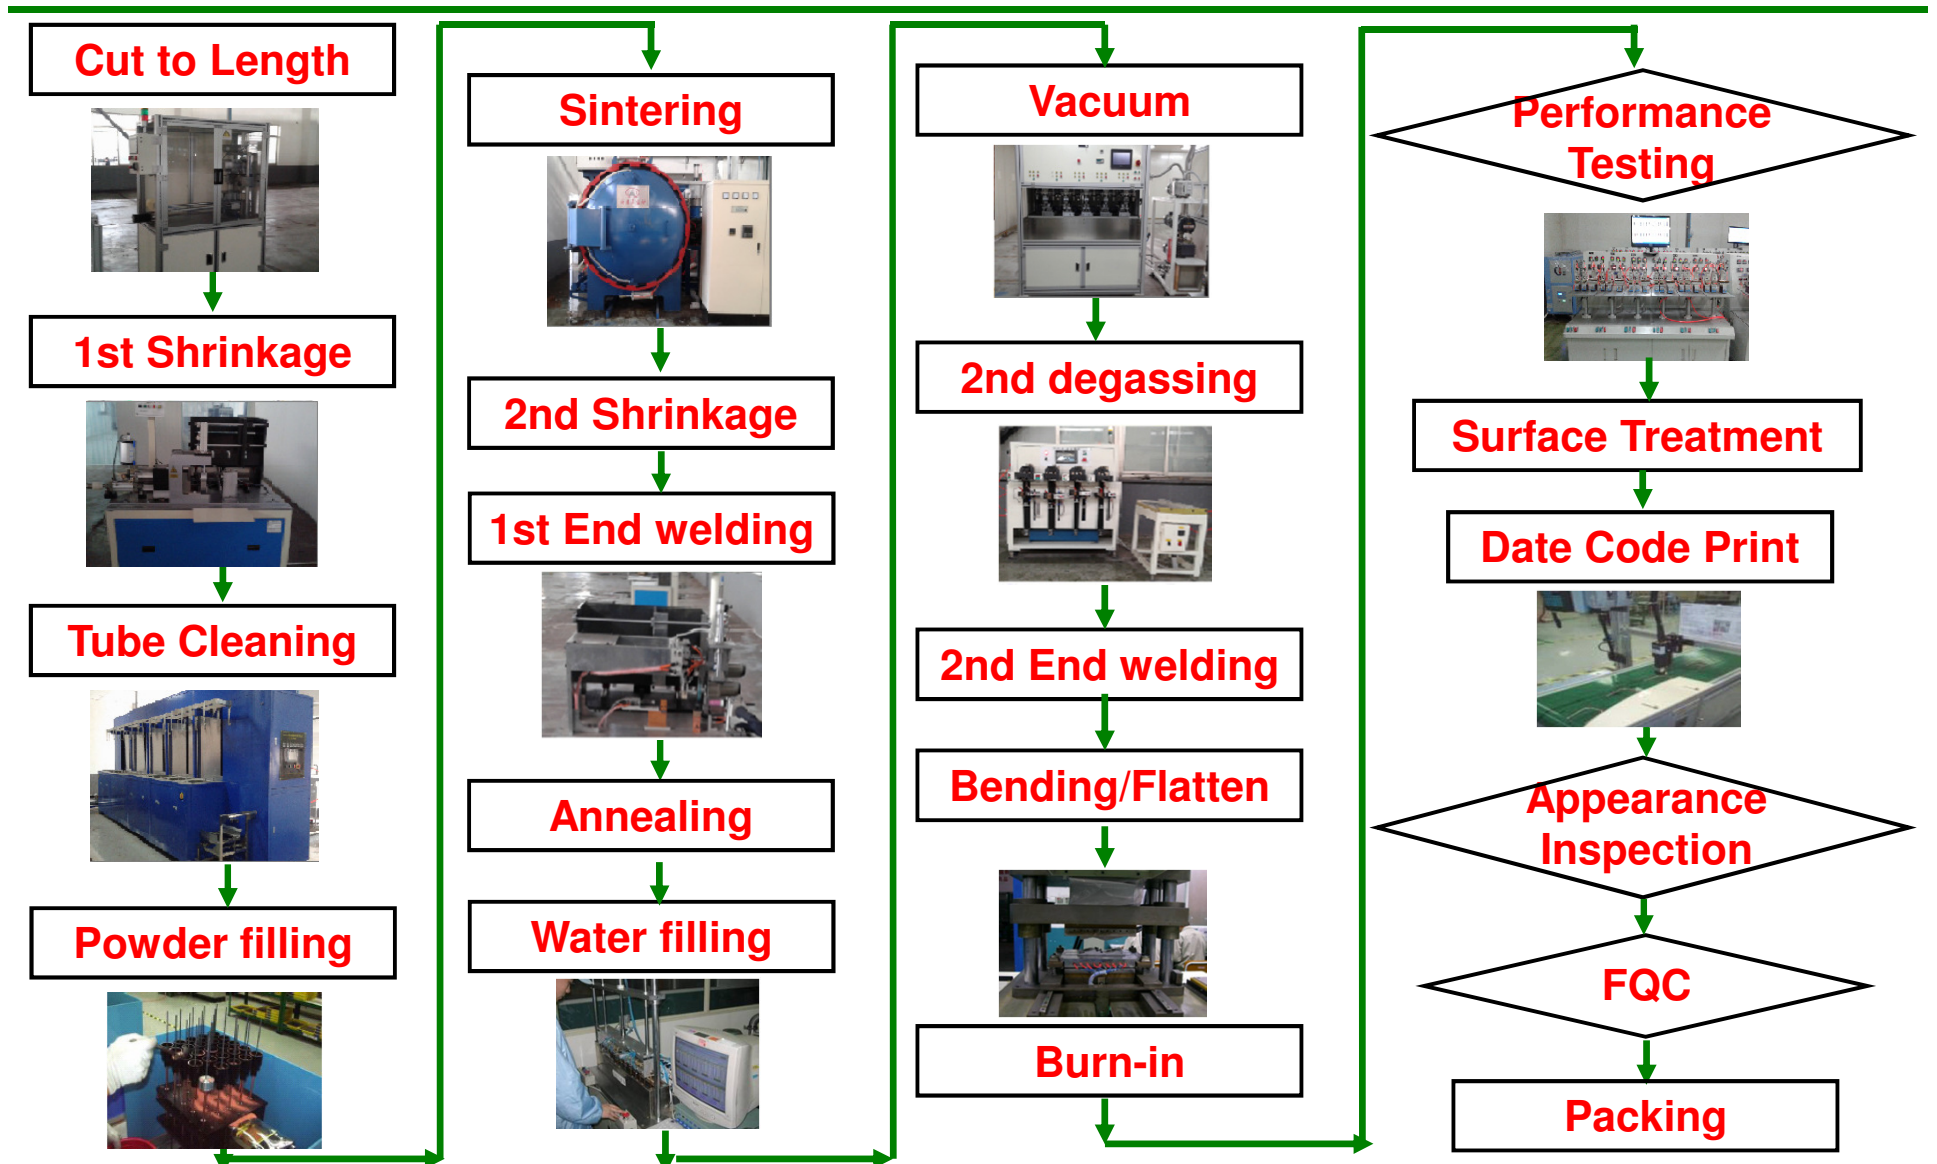 Cut to Length
1st Shrinkage
Tube Cleaning
Powder filling
Sintering
2nd Shrinkage
1st End welding
Annealing
Water filling
Vacuum
2nd degassing
2nd End welding
Bending/Flatten
Burn-in
Performance
Testing
Surface Treatment
Date Code Print
Appearance
Inspection
FQC
Packing